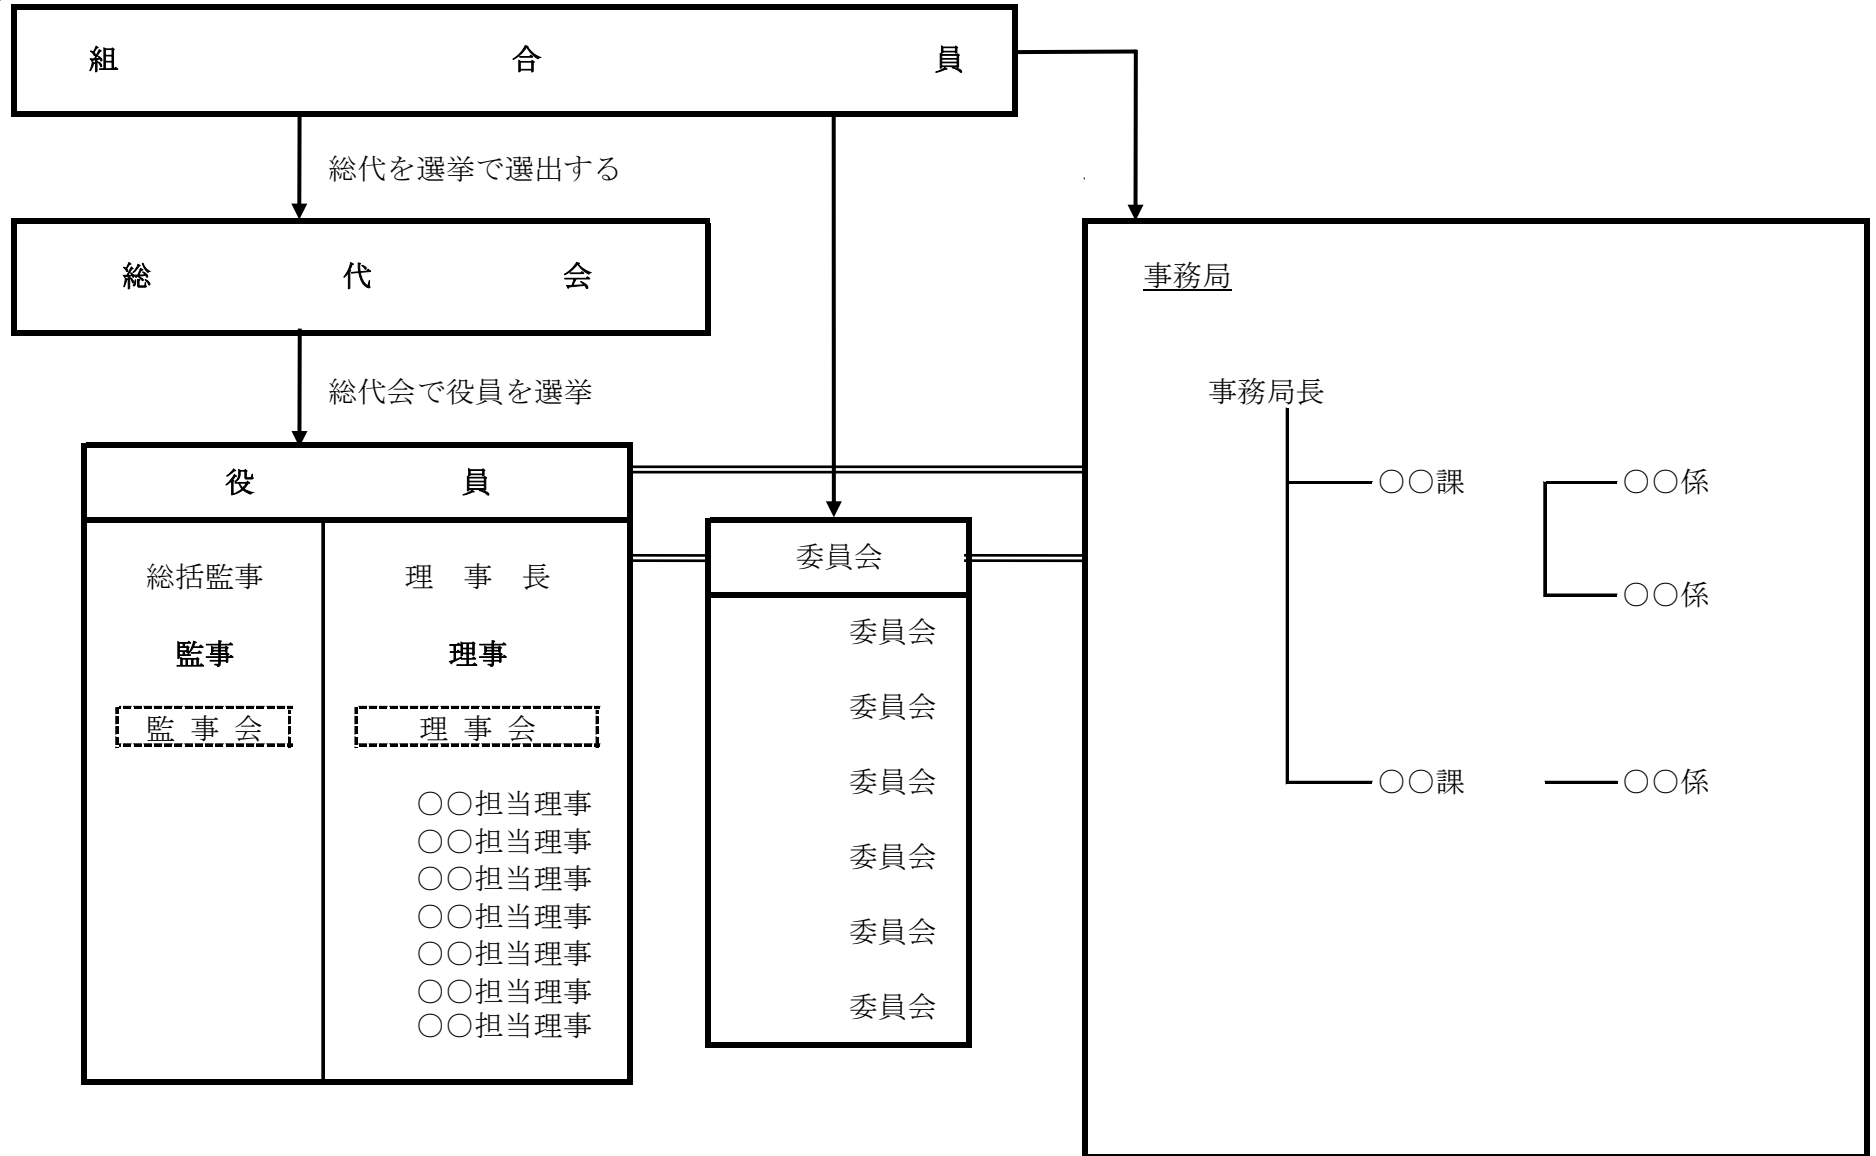 組合員
総代を選挙で選出する
総代会
総代会で役員を選挙
役員
総括監事
監事
監事会
理事長
理事
理事会
○○担当理事
○○担当理事
○○担当理事
○○担当理事
○○担当理事
○○担当理事
○○担当理事
委員会
委員会
委員会
委員会
委員会
委員会
委員会
事務局
事務局長
○○課
○○係
○○係
○○課
○○係